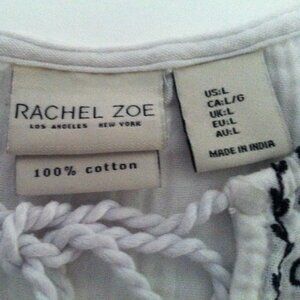 RACHEL ZOE
LOS ANGELES NEW YORK
100% cotton
US:L
CA:L/G
UK:L
EU:L
AU:L
MADE IN INDIA